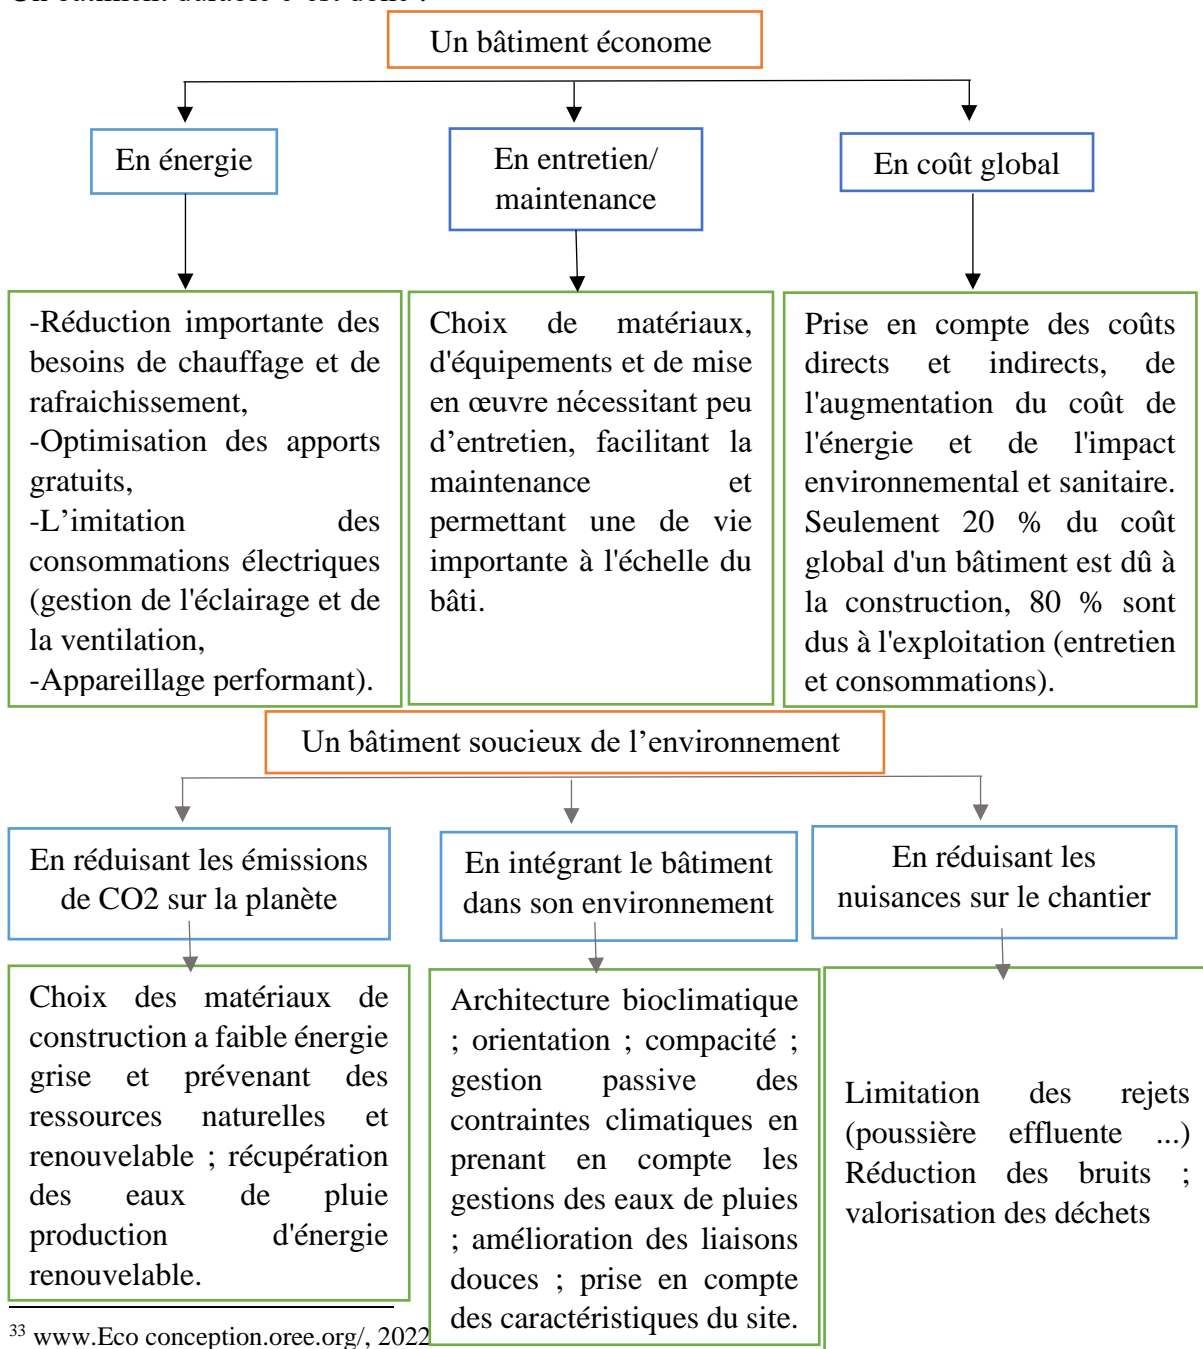 Un bâtiment économe
En énergie
En entretien/
maintenance
En coût global
-Réduction importante des
besoins de chauffage et de
rafraichissement,
-Optimisation des apports
gratuits,
-L’imitation des
consommations électriques
(gestion de l'éclairage et de
la ventilation,
-Appareillage performant).
Choix de matériaux,
d'équipements et de mise
en œuvre nécessitant peu
d’entretien, facilitant la
maintenance et
permettant une de vie
importante à l'échelle du
bâti.
Prise en compte des coûts
directs et indirects, de
l'augmentation du coût de
l'énergie et de l'impact
environnemental et sanitaire.
Seulement 20 % du coût
global d'un bâtiment est dû à
la construction, 80 % sont
dus à l'exploitation (entretien
et consommations).
Un bâtiment soucieux de l’environnement
En réduisant les émissions
de CO2 sur la planète
En intégrant le bâtiment
dans son environnement
En réduisant les
nuisances sur le chantier
Choix des matériaux de
construction a faible énergie
grise et prévenant des
ressources naturelles et
renouvelable ; récupération
des eaux de pluie
production d'énergie
renouvelable.
Architecture bioclimatique
; orientation ; compacité ;
gestion passive des
contraintes climatiques en
prenant en compte les
gestions des eaux de pluies
; amélioration des liaisons
douces ; prise en compte
des caractéristiques du site.
Limitation des rejets
(poussière effluente ...)
Réduction des bruits ;
valorisation des déchets
33 www.Eco conception.oree.org/, 2022